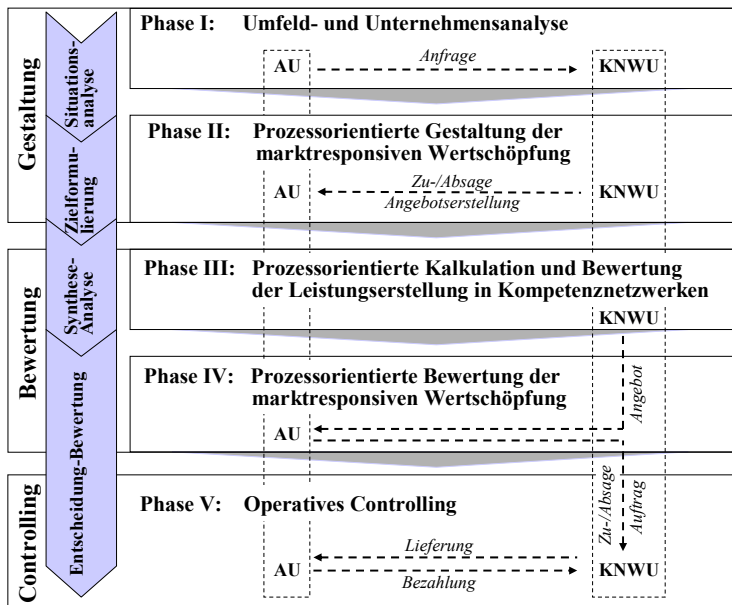 Gestaltung
Situations-
analyse
Phase I: Umfeld- und Unternehmensanalyse
AU
Anfrage
KNWU
Zielformu-
lierung
Phase II: Prozessorientierte Gestaltung der
marktresponsiven Wertschöpfung
AU
Zu-/Absage
Angebotserstellung
KNWU
Bewertung
Synthese-
Analyse
Phase III: Prozessorientierte Kalkulation und Bewertung
der Leistungserstellung in Kompetenznetzwerken
KNWU
Entscheidung-Bewertung
Phase IV: Prozessorientierte Bewertung der
marktresponsiven Wertschöpfung
Angebot
AU
Controlling
Phase V: Operatives Controlling
Zu-/Absage
Auftrag
AU
Lieferung
Bezahlung
KNWU